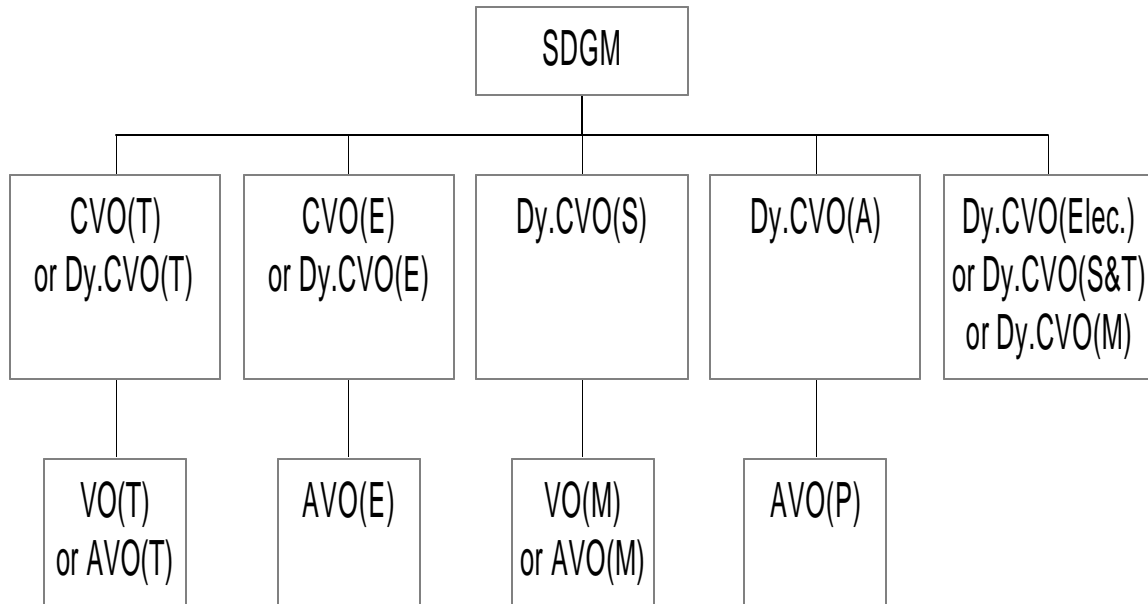 SDGM
CVO(T)
or Dy.CVO(T)
CVO(E)
or Dy.CVO(E)
Dy.CVO(S)
Dy.CVO(A)
Dy.CVO(Elec.)
or Dy.CVO(S&T)
or Dy.CVO(M)
VO(T)
or AVO(T)
AVO(E)
VO(M)
or AVO(M)
AVO(P)